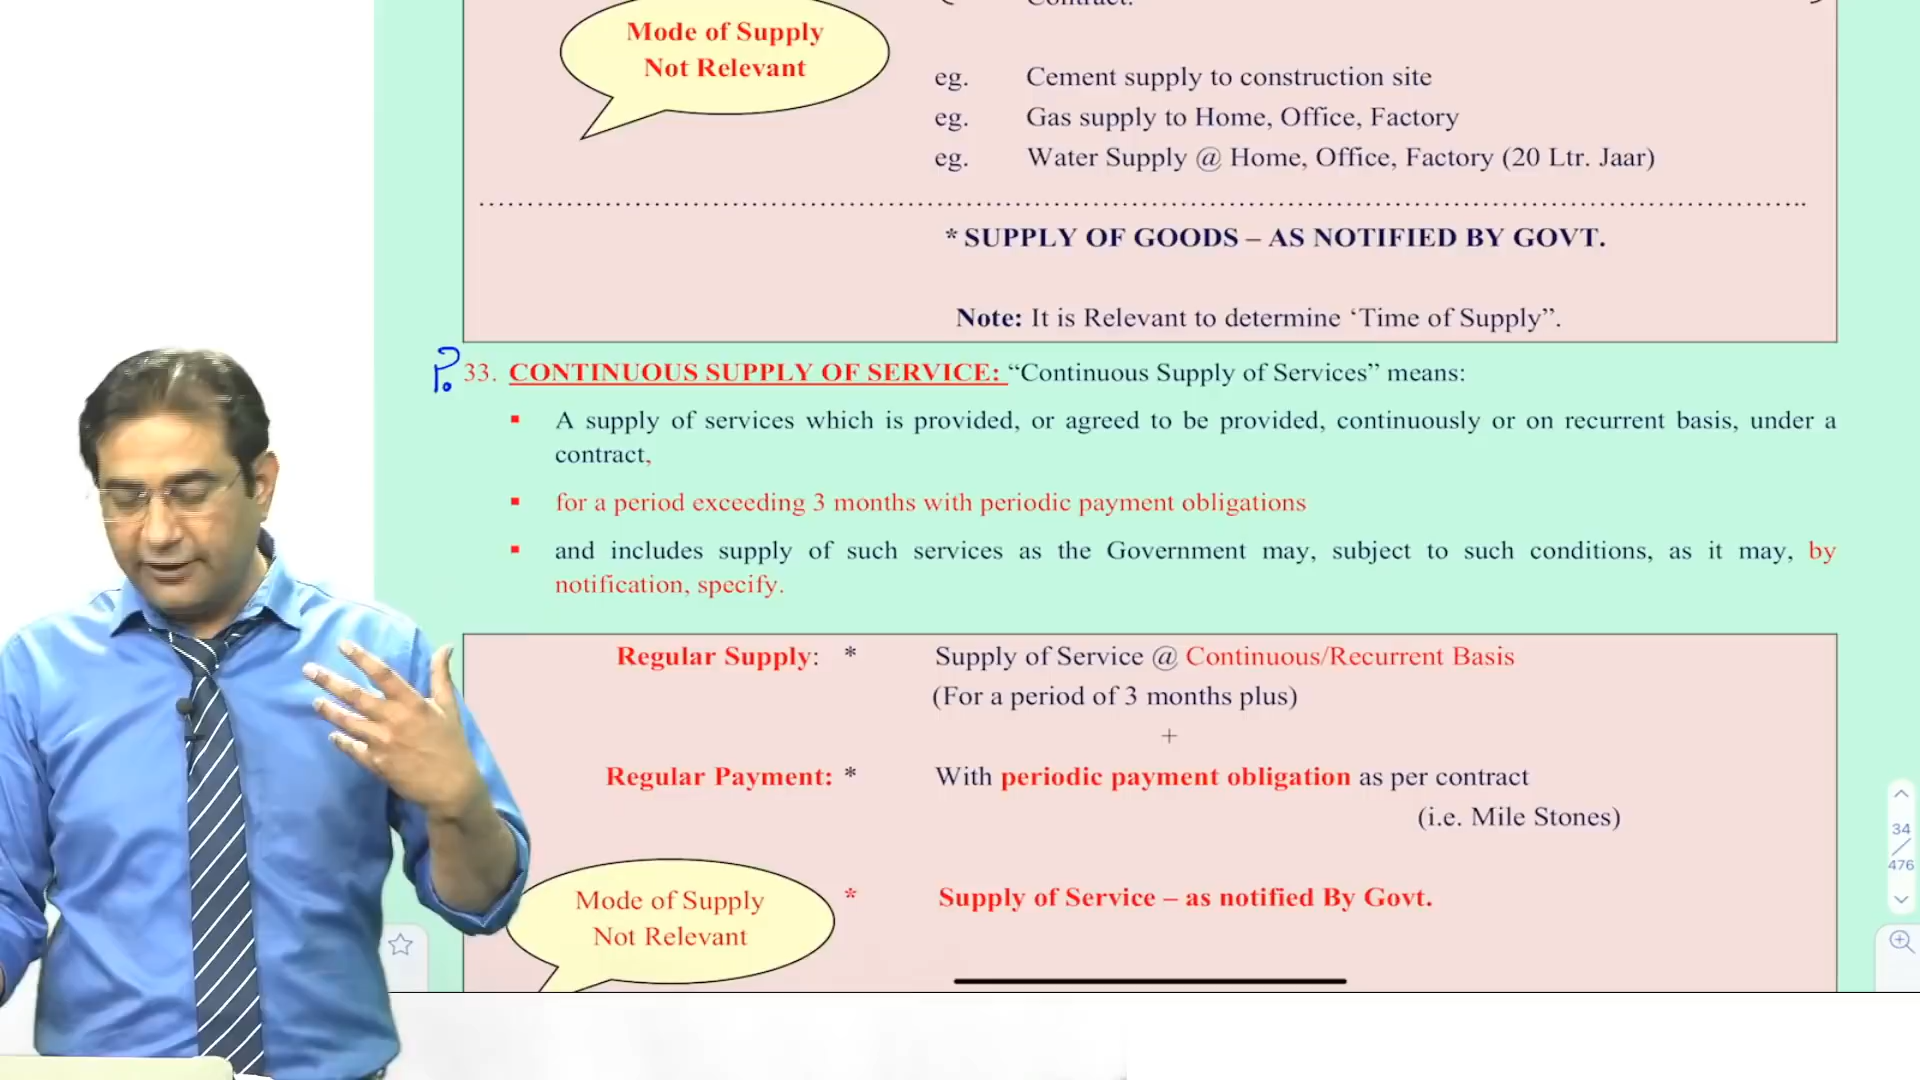 Mode of Supply
Not Relevant
Contract.
eg. Cement supply to construction site
eg. Gas supply to Home, Office, Factory
eg. Water Supply @ Home, Office, Factory (20 Ltr. Jaar)
* SUPPLY OF GOODS – AS NOTIFIED BY GOVT.
Note: It is Relevant to determine ‘Time of Supply”.
33. CONTINUOUS SUPPLY OF SERVICE: “Continuous Supply of Services” means:
▪ A supply of services which is provided, or agreed to be provided, continuously or on recurrent basis, under a
contract,
▪ for a period exceeding 3 months with periodic payment obligations
▪ and includes supply of such services as the Government may, subject to such conditions, as it may, by
notification, specify.
Regular Supply: * Supply of Service @ Continuous/Recurrent Basis
(For a period of 3 months plus)
+
Regular Payment: * With periodic payment obligation as per contract
(i.e. Mile Stones)
Mode of Supply
Not Relevant
* Supply of Service – as notified By Govt.
34
/
476